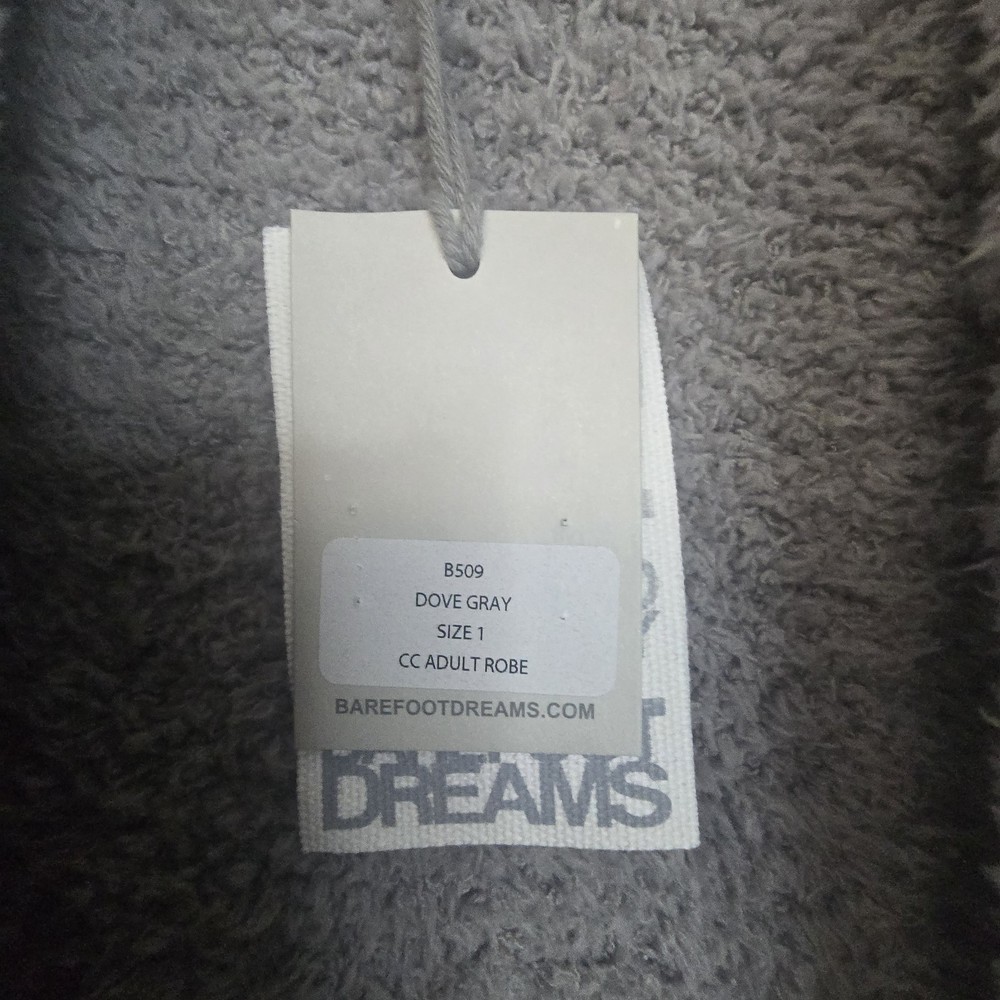 B509
DOVE GRAY
SIZE 1
CC ADULT ROBE
BAREFOOTDREAMS.COM
DREAMS